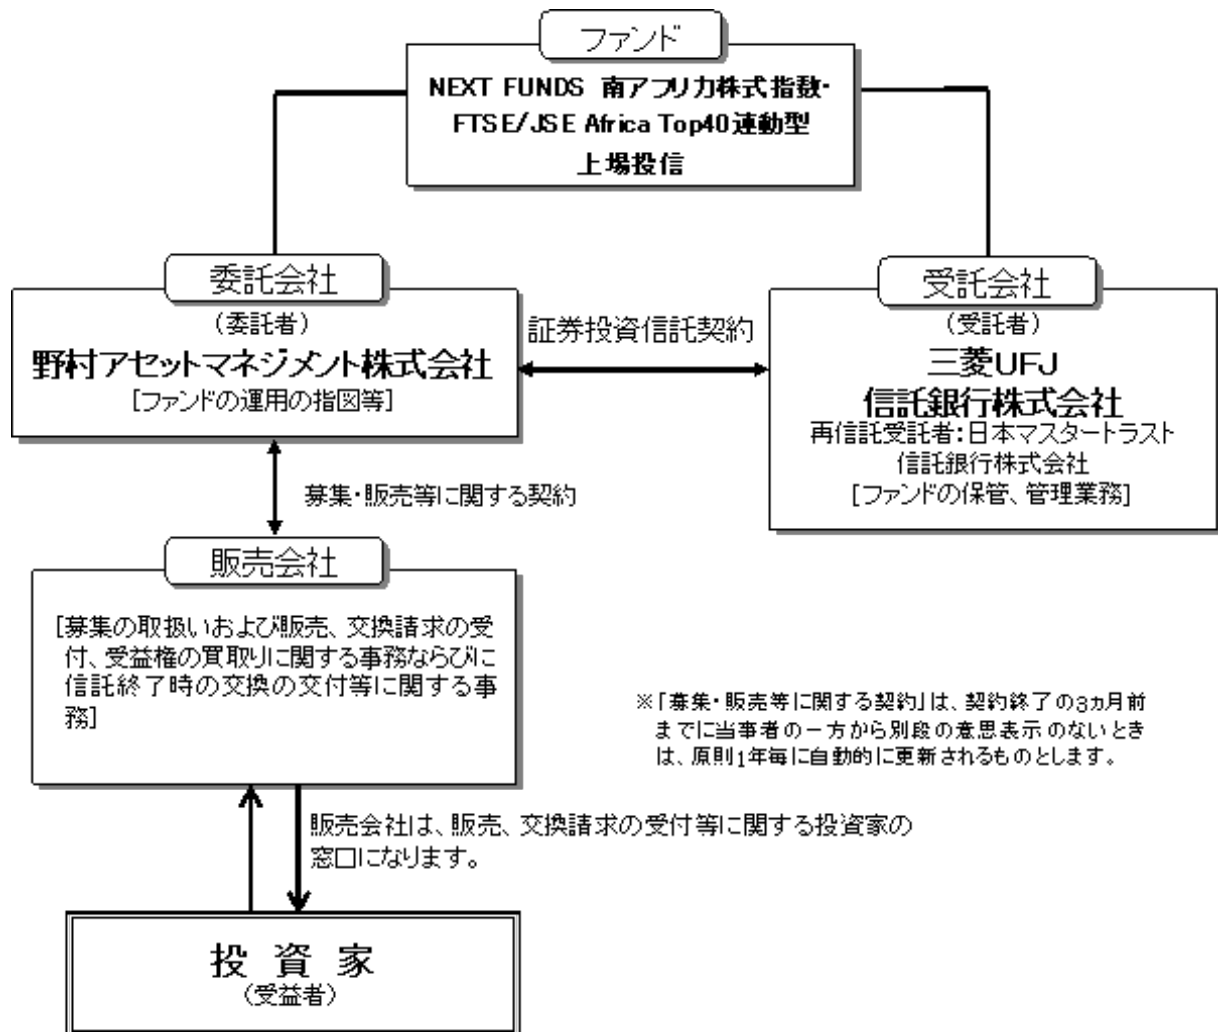 ファンド
NEXT FUNDS 南アフリカ株式指数・
FTSE/JSE Africa Top40連動型
上場投信
委託会社
(委託者)
野村アセットマネジメント株式会社
[ファンドの運用の指図等]
証券投資信託契約
受託会社
(受託者)
三菱UFJ
信託銀行株式会社
再信託受託者:日本マスタートラスト
信託銀行株式会社
[ファンドの保管、管理業務]
募集・販売等に関する契約
販売会社
[募集の取扱いおよび販売、交換請求の受
付、受益権の買取りに関する事務ならびに
信託終了時の交換の交付等に関する事
務]
※「募集・販売等に関する契約」は、契約終了の3ヵ月前
までに当事者の一方から別段の意思表示のないとき
は、原則1年毎に自動的に更新されるものとします。
販売会社は、販売、交換請求の受付等に関する投資家の
窓口になります。
投 資 家
(受益者)